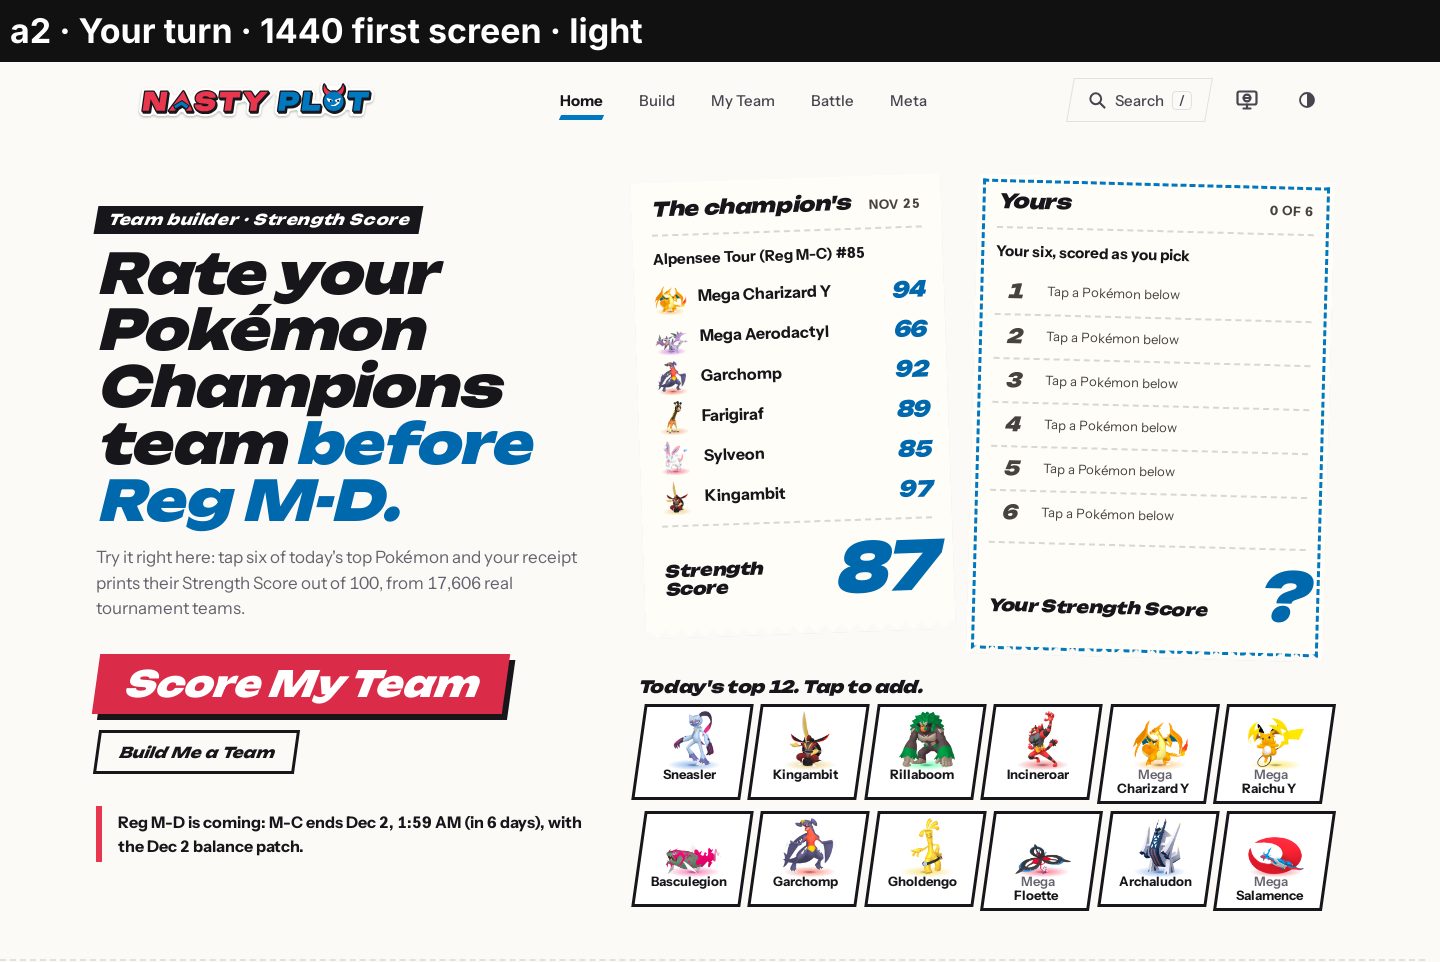 a2 · Your turn · 1440 first screen · light
NASTY PLOT
Home
Build
My Team
Battle
Meta
Search /
Team builder · Strength Score
Rate your
Pokémon
Champions
team before
Reg M-D.
Try it right here: tap six of today's top Pokémon and your receipt
prints their Strength Score out of 100, from 17,606 real
tournament teams.
Score My Team
Build Me a Team
Reg M-D is coming: M-C ends Dec 2, 1:59 AM (in 6 days), with
the Dec 2 balance patch.
The champion's NOV 25
Alpensee Tour (Reg M-C) #85
Mega Charizard Y 94
Mega Aerodactyl 66
Garchomp 92
Farigiraf 89
Sylveon 85
Kingambit 97
Strength
Score
87
Yours 0 OF 6
Your six, scored as you pick
1 Tap a Pokémon below
2 Tap a Pokémon below
3 Tap a Pokémon below
4 Tap a Pokémon below
5 Tap a Pokémon below
6 Tap a Pokémon below
Your Strength Score ?
Today's top 12. Tap to add.
Sneasler
Kingambit
Rillaboom
Incineroar
Mega
Charizard Y
Mega
Raichu Y
Basculegion
Garchomp
Gholdengo
Mega
Floette
Archaludon
Mega
Salamence